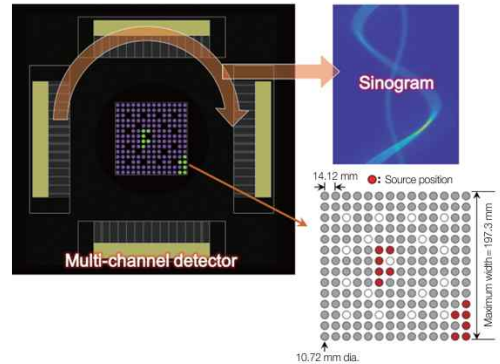 Sinogram
Multi-channel detector
14.12 mm
: Source position
Maximum width= 197.3 mm
10.72 mm dia.